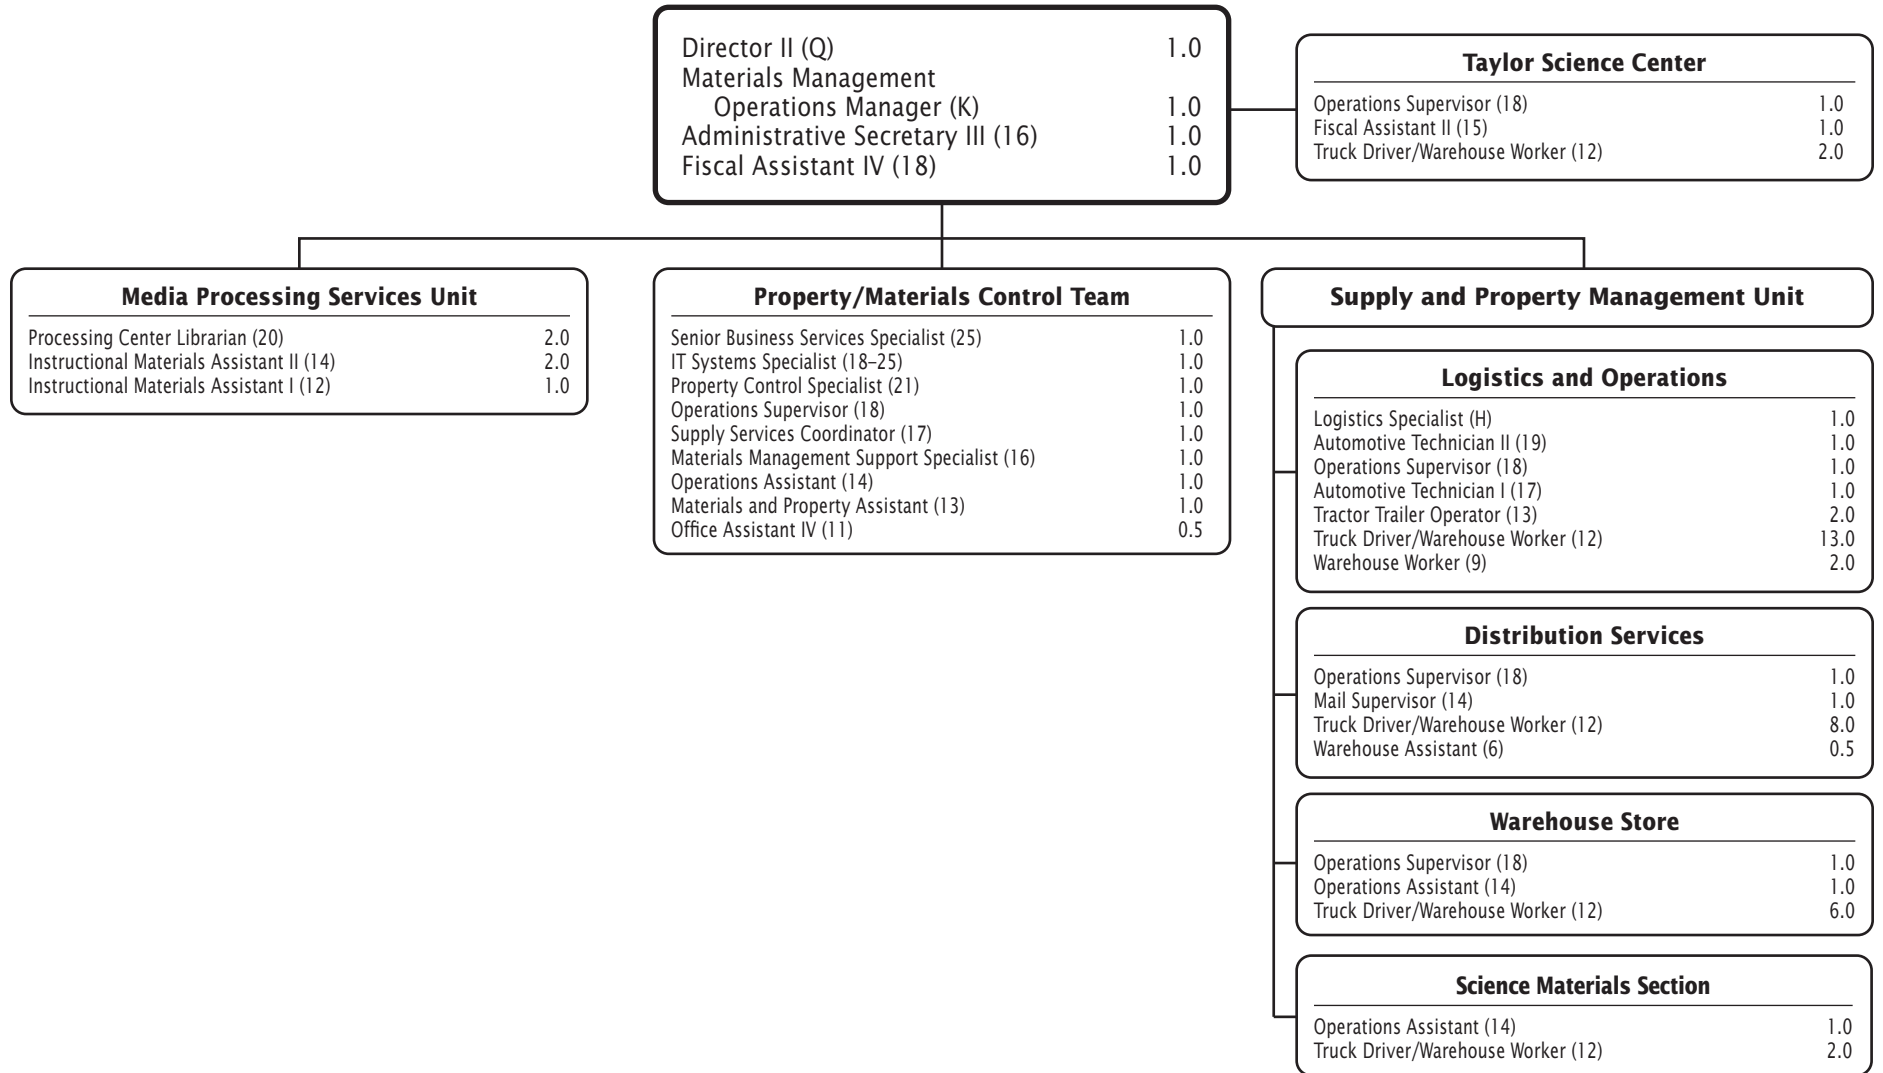 Director II (Q) 1.0
Materials Management
Operations Manager (K) 1.0
Administrative Secretary III (16) 1.0
Fiscal Assistant IV (18) 1.0
Taylor Science Center
Operations Supervisor (18) 1.0
Fiscal Assistant II (15) 1.0
Truck Driver/Warehouse Worker (12) 2.0
Media Processing Services Unit
Processing Center Librarian (20) 2.0
Instructional Materials Assistant II (14) 2.0
Instructional Materials Assistant I (12) 1.0
Property/Materials Control Team
Senior Business Services Specialist (25) 1.0
IT Systems Specialist (18–25) 1.0
Property Control Specialist (21) 1.0
Operations Supervisor (18) 1.0
Supply Services Coordinator (17) 1.0
Materials Management Support Specialist (16) 1.0
Operations Assistant (14) 1.0
Materials and Property Assistant (13) 1.0
Office Assistant IV (11) 0.5
Supply and Property Management Unit
Logistics and Operations
Logistics Specialist (H) 1.0
Automotive Technician II (19) 1.0
Operations Supervisor (18) 1.0
Automotive Technician I (17) 1.0
Tractor Trailer Operator (13) 2.0
Truck Driver/Warehouse Worker (12) 13.0
Warehouse Worker (9) 2.0
Distribution Services
Operations Supervisor (18) 1.0
Mail Supervisor (14) 1.0
Truck Driver/Warehouse Worker (12) 8.0
Warehouse Assistant (6) 0.5
Warehouse Store
Operations Supervisor (18) 1.0
Operations Assistant (14) 1.0
Truck Driver/Warehouse Worker (12) 6.0
Science Materials Section
Operations Assistant (14) 1.0
Truck Driver/Warehouse Worker (12) 2.0